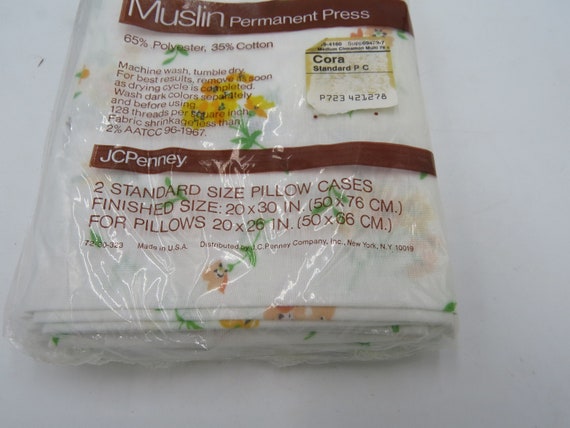 Muslin Permanent Press
65% Polyester, 35% Cotton
Machine wash, tumble dry.
For best results, remove as soon
as drying cycle is completed.
Wash dark colors separately
and before using.
128 threads per square inch.
Fabric shrinkage less than
2% AATCC 96-1967.
Medium Cinnamon Multi
Cora
Standard P C
P723 421278
JCPenney
2 STANDARD SIZE PILLOW CASES
FINISHED SIZE: 20 x 30 IN. (50 x 76 CM.)
FOR PILLOWS 20 x 26 IN. (50 x 66 CM.)
Made in U.S.A. Distributed by J.C. Penney Company, Inc., New York, N.Y. 10019